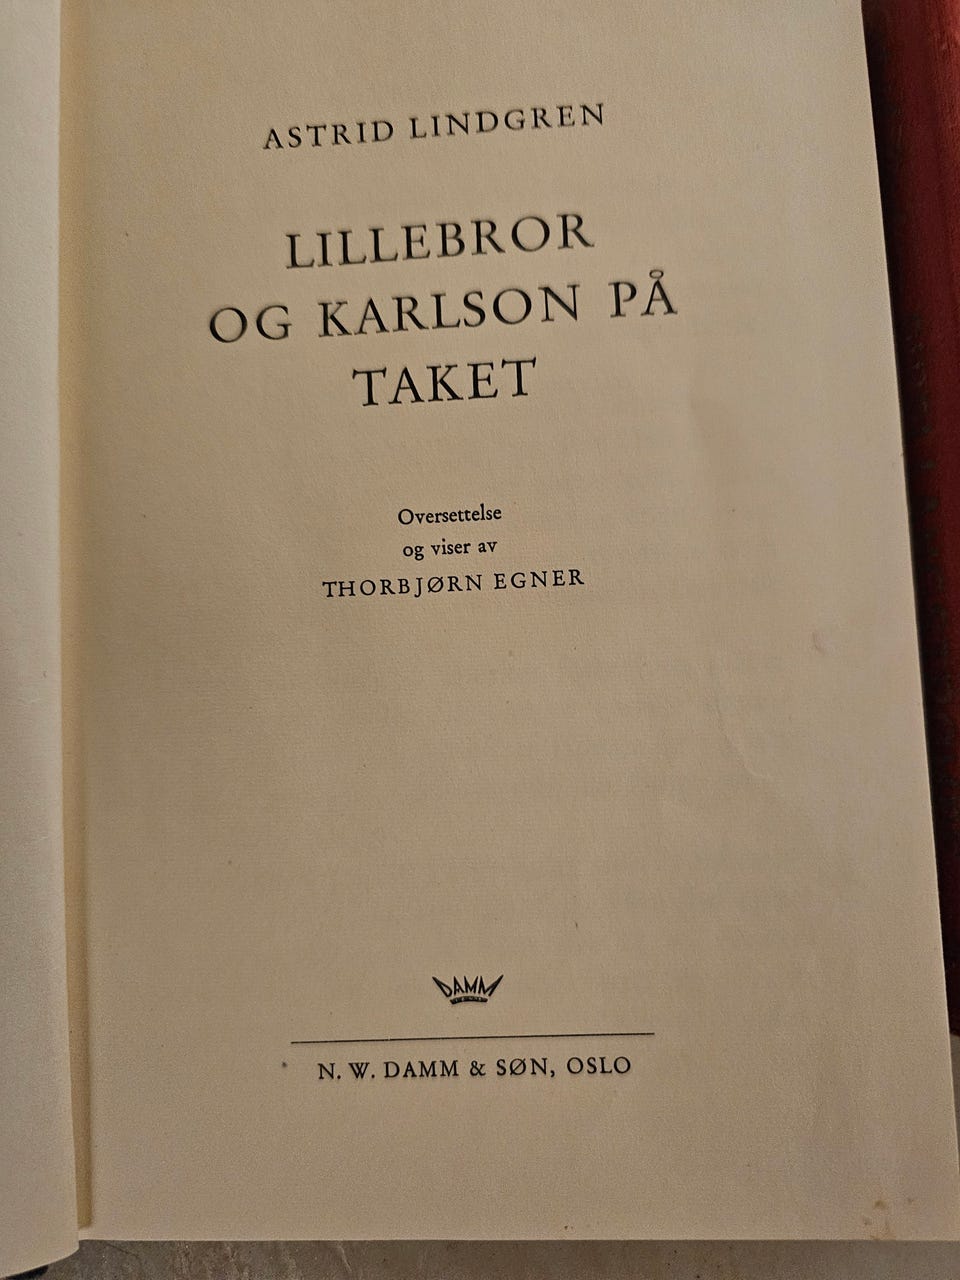 ASTRID LINDGREN
LILLEBROR
OG KARLSON PÅ
TAKET
Oversettelse
og viser av
THORBJØRN EGNER
DAMM
N. W. DAMM & SØN, OSLO